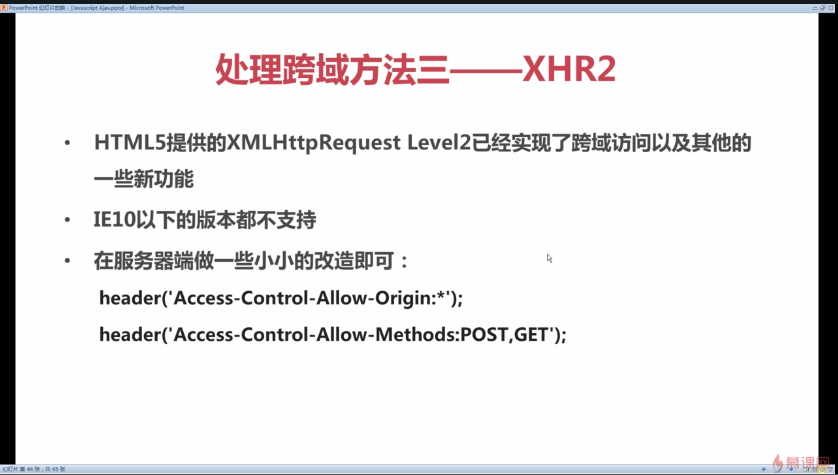 PowerPoint 幻灯片放映 - [Javascript Ajax.pptx] - Microsoft PowerPoint
处理跨域方法三——XHR2
• HTML5提供的XMLHttpRequest Level2已经实现了跨域访问以及其他的
一些新功能
• IE10以下的版本都不支持
• 在服务器端做一些小小的改造即可：
header('Access-Control-Allow-Origin:*');
header('Access-Control-Allow-Methods:POST,GET');
幻灯片 第 44 张，共 45 张
慕课网